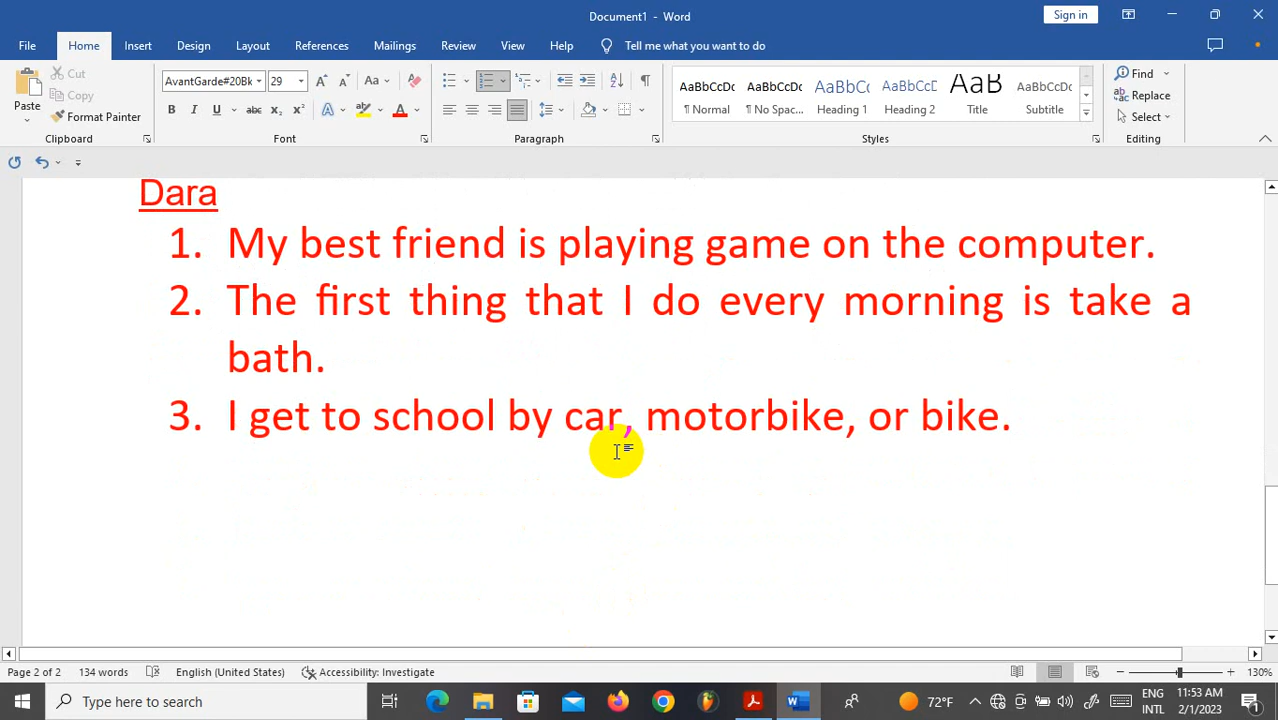 Document1 - Word
Sign in
File Home Insert Design Layout References Mailings Review View Help Tell me what you want to do
Paste
Cut
Copy
Format Painter
AvantGarde#20Bk 29
AaBbCcDc AaBbCcDc AaBbCc AaBbCcD AaB AaBbCcD
¶ Normal ¶ No Spac... Heading 1 Heading 2 Title Subtitle
Find
Replace
Select
Clipboard Font Paragraph Styles Editing
Dara
1. My best friend is playing game on the computer.
2. The first thing that I do every morning is take a
bath.
3. I get to school by car, motorbike, or bike.
Page 2 of 2 134 words English (United States) Accessibility: Investigate 130%
Type here to search
72°F
ENG
INTL
11:53 AM
2/1/2023